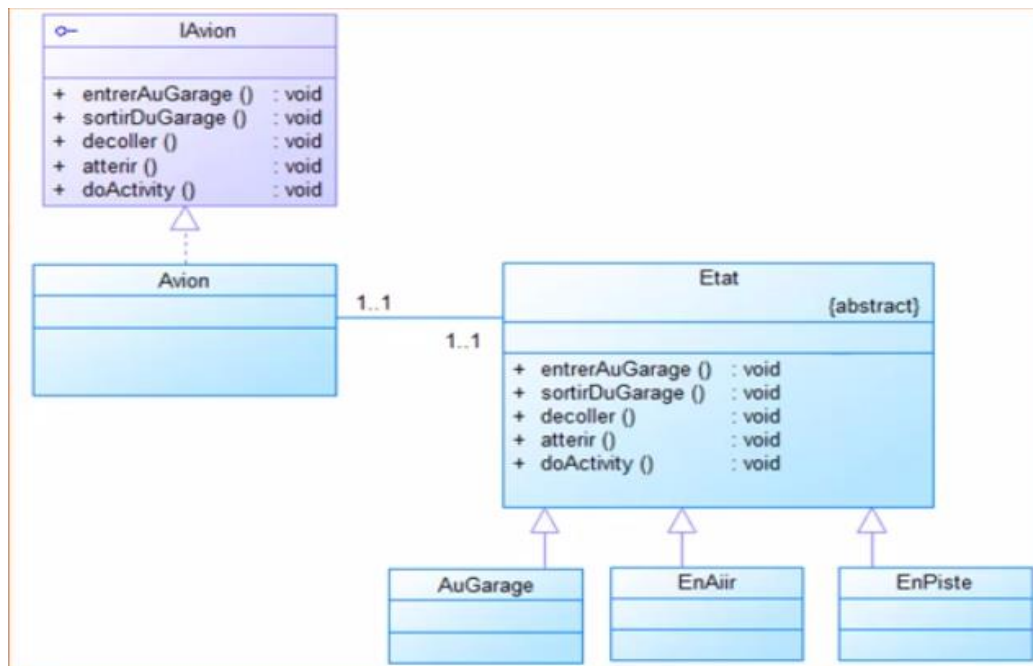 IAvion
+ entrerAuGarage () : void
+ sortirDuGarage () : void
+ decoller () : void
+ atterir () : void
+ doActivity () : void
Avion
1..1
1..1
Etat
{abstract}
+ entrerAuGarage () : void
+ sortirDuGarage () : void
+ decoller () : void
+ atterir () : void
+ doActivity () : void
AuGarage
EnAiir
EnPiste